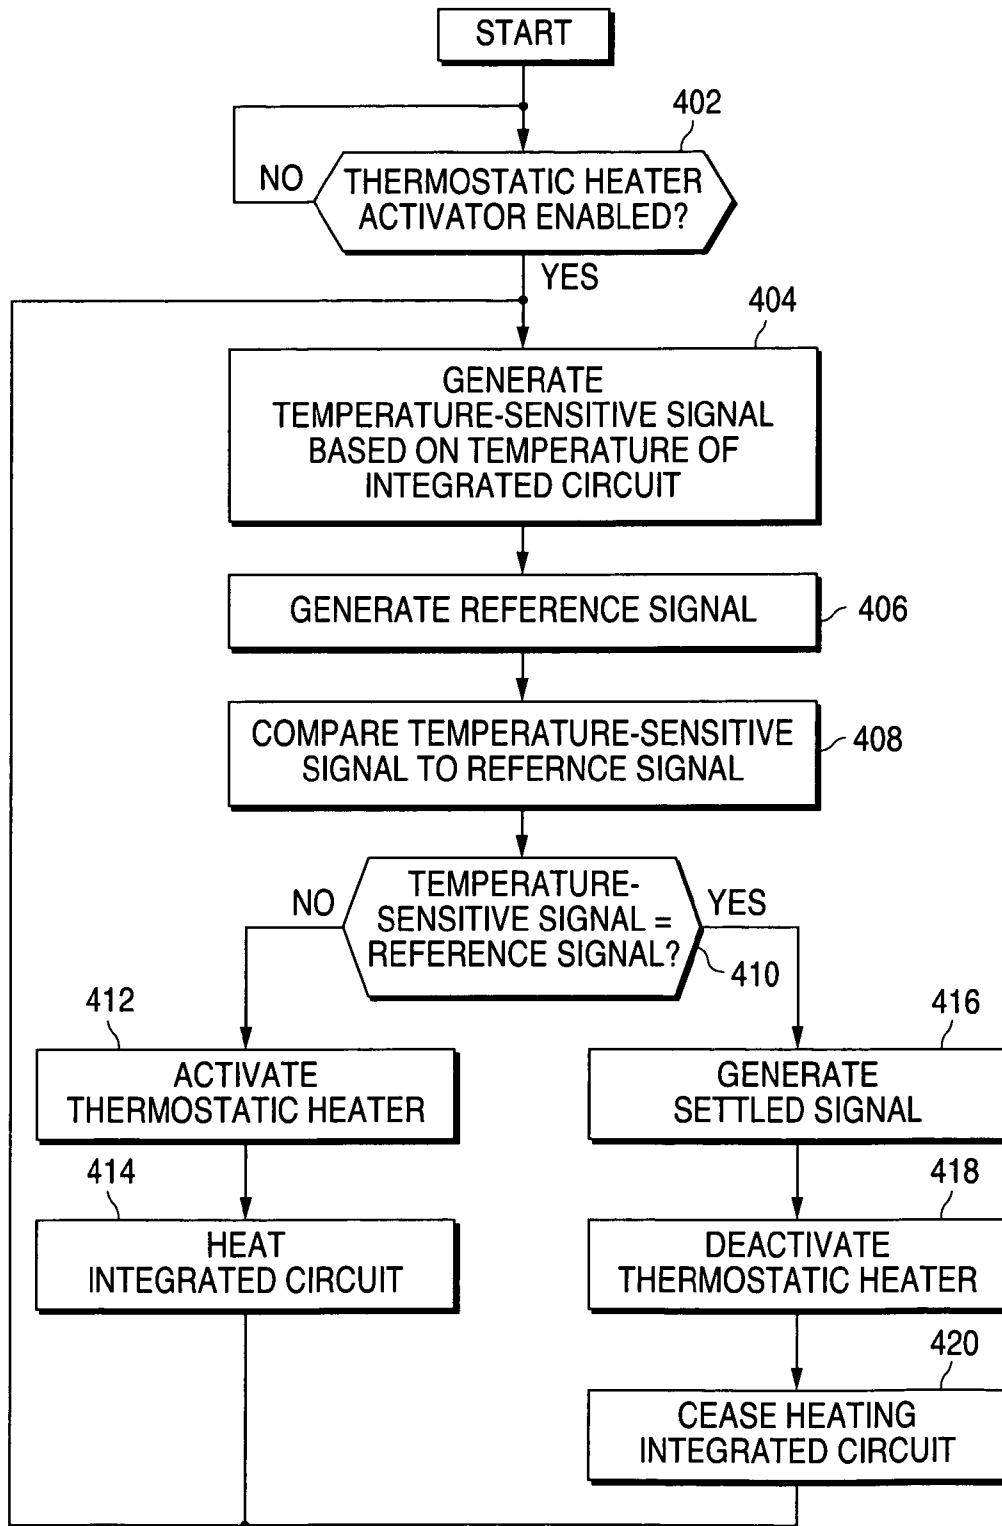 START
402
NO
THERMOSTATIC HEATER
ACTIVATOR ENABLED?
YES
404
GENERATE
TEMPERATURE-SENSITIVE SIGNAL
BASED ON TEMPERATURE OF
INTEGRATED CIRCUIT
GENERATE REFERENCE SIGNAL
406
COMPARE TEMPERATURE-SENSITIVE
SIGNAL TO REFERNCE SIGNAL
408
NO
TEMPERATURE-
SENSITIVE SIGNAL =
REFERENCE SIGNAL?
YES
410
412
ACTIVATE
THERMOSTATIC HEATER
414
HEAT
INTEGRATED CIRCUIT
416
GENERATE
SETTLED SIGNAL
418
DEACTIVATE
THERMOSTATIC HEATER
420
CEASE HEATING
INTEGRATED CIRCUIT